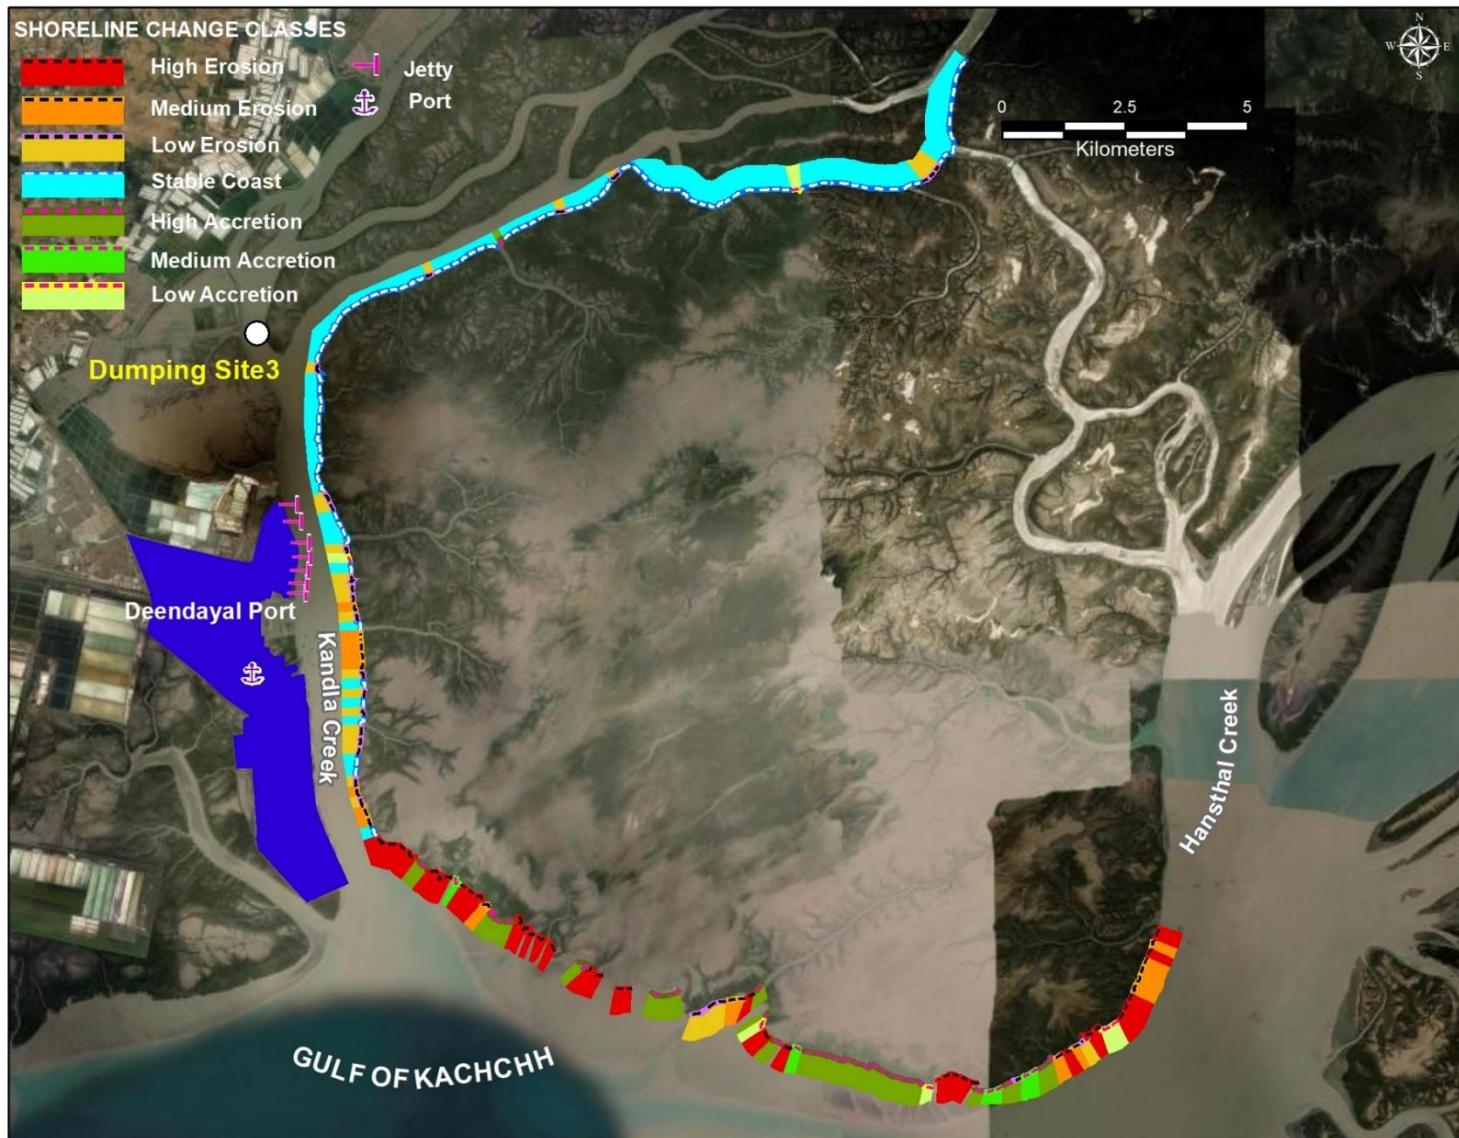 SHORELINE CHANGE CLASSES
High Erosion
Medium Erosion
Low Erosion
Stable Coast
High Accretion
Medium Accretion
Low Accretion
Jetty
Port
N
W E
S
0 2.5 5
Kilometers
Dumping Site3
Deendayal Port
Kandla Creek
Hansthal Creek
GULF OF KACHCHH